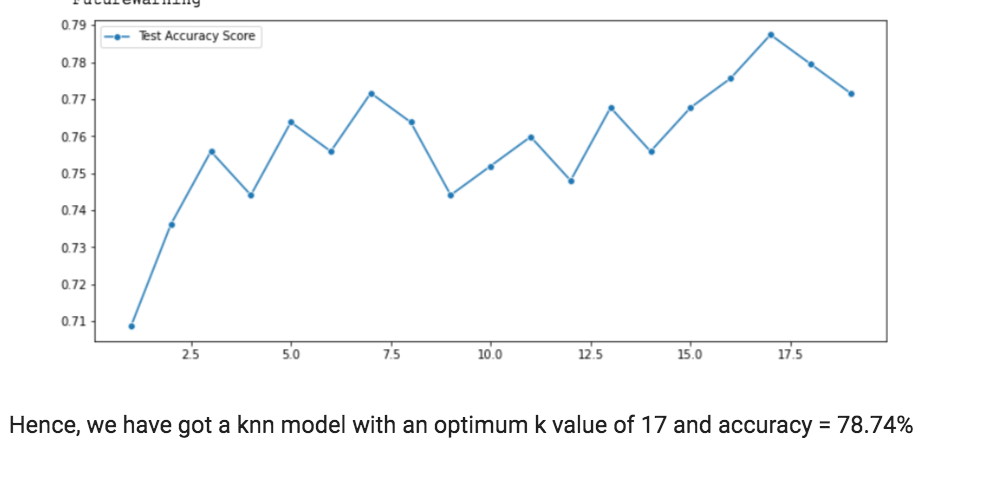 FutureWarning
0.79
Test Accuracy Score
0.78
0.77
0.76
0.75
0.74
0.73
0.72
0.71
2.5 5.0 7.5 10.0 12.5 15.0 17.5
Hence, we have got a knn model with an optimum k value of 17 and accuracy = 78.74%